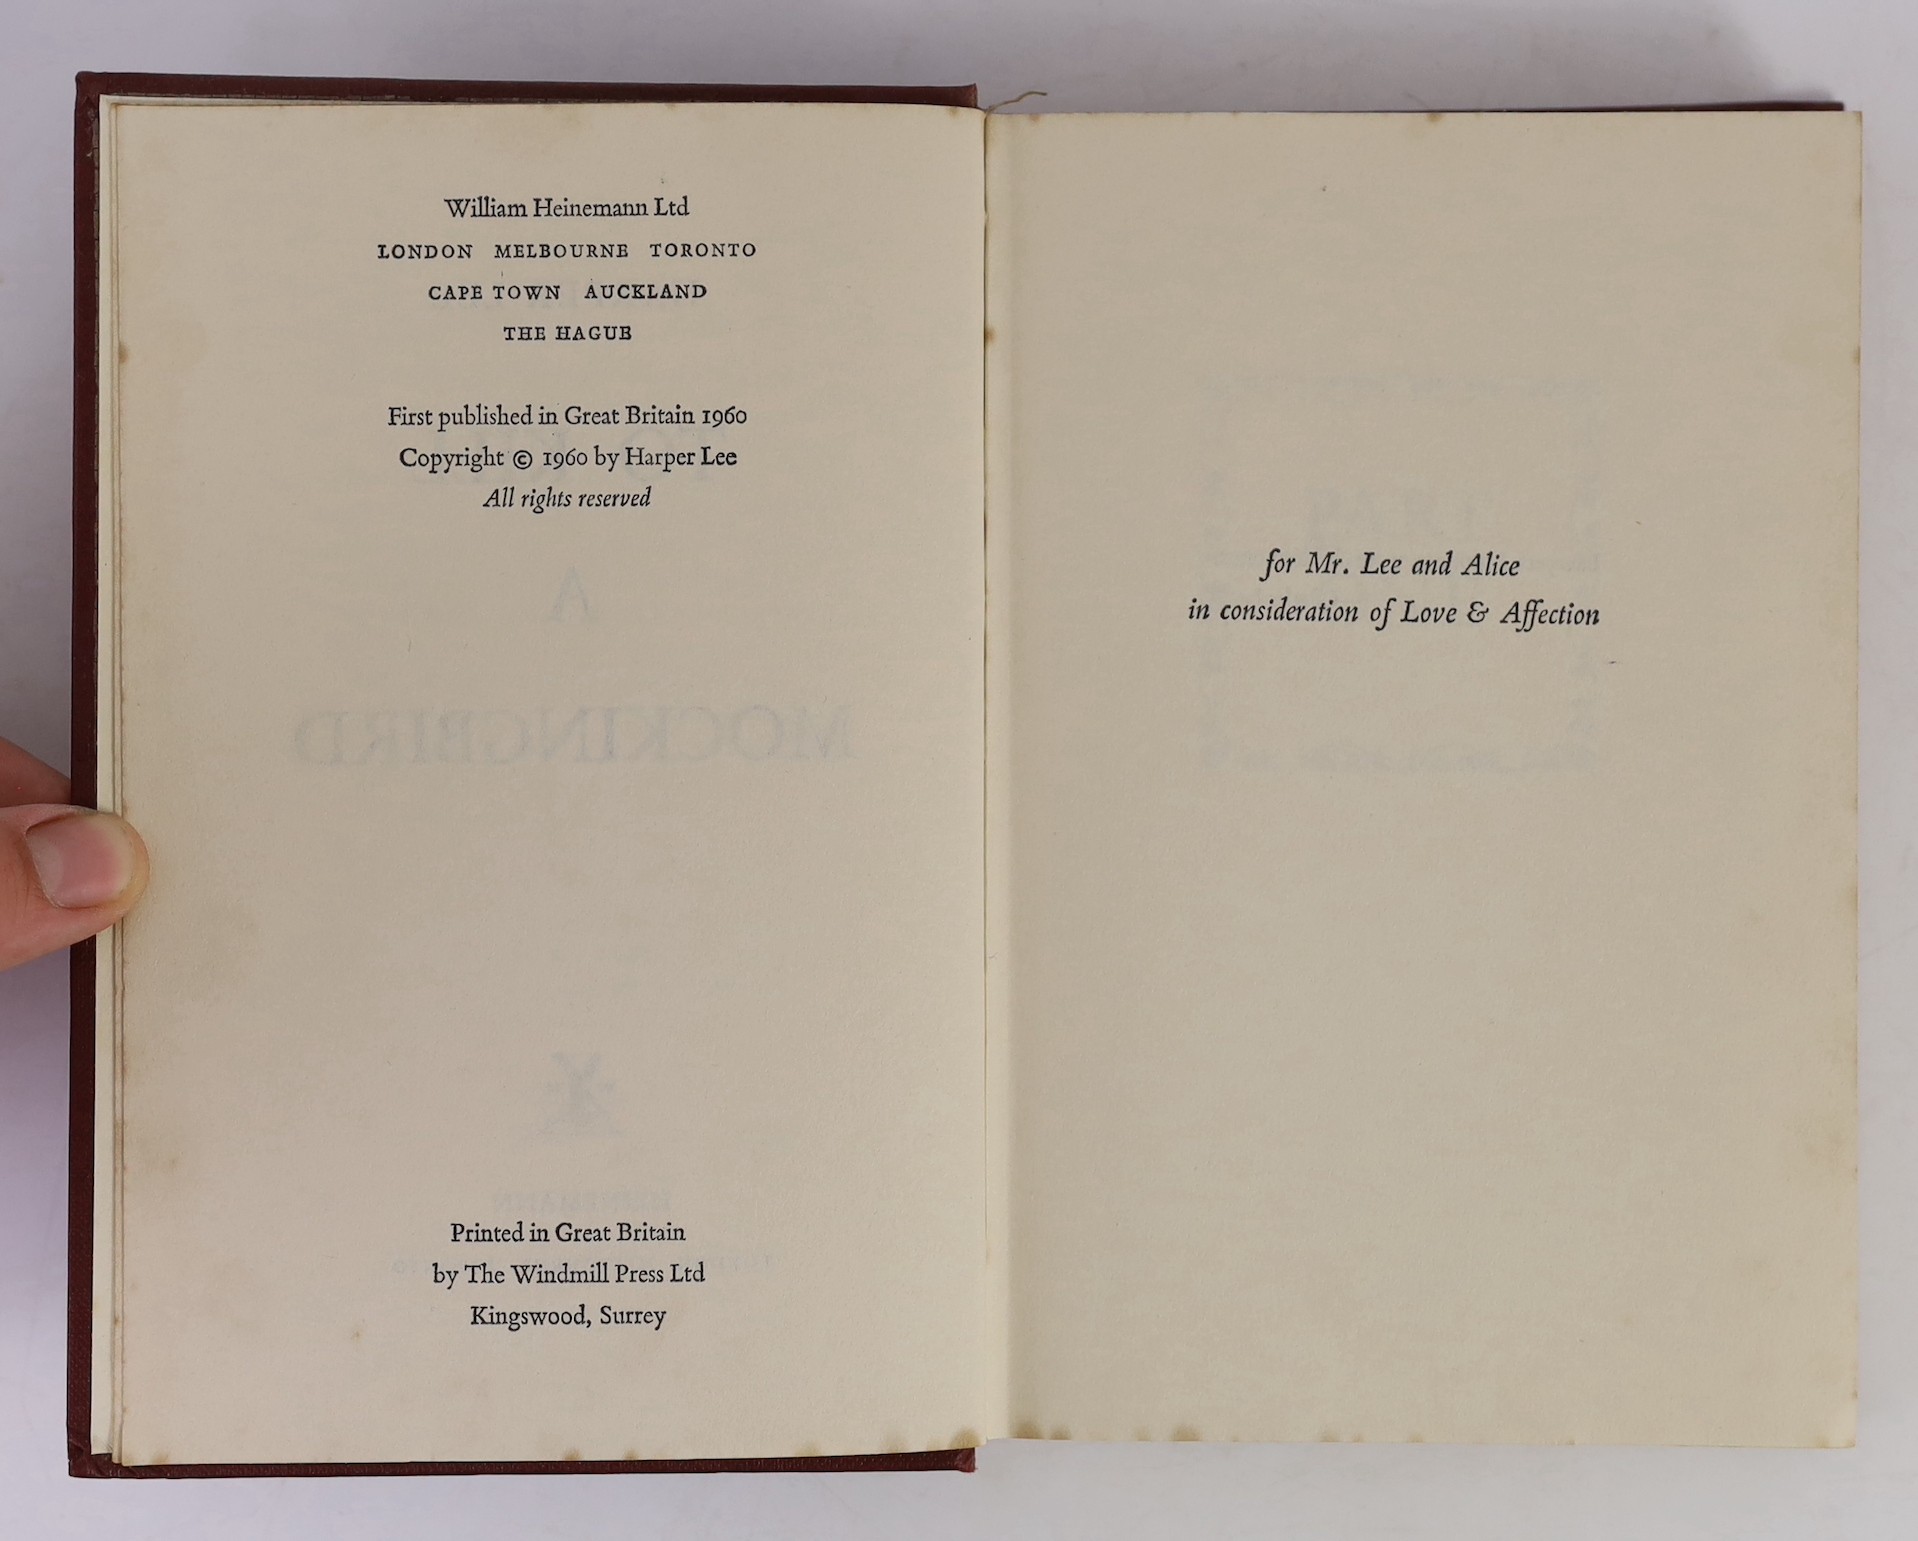 William Heinemann Ltd
LONDON MELBOURNE TORONTO
CAPE TOWN AUCKLAND
THE HAGUE
First published in Great Britain 1960
Copyright © 1960 by Harper Lee
All rights reserved
A
MOCKINGBIRD
HEINEMANN
Printed in Great Britain
by The Windmill Press Ltd
Kingswood, Surrey
for Mr. Lee and Alice
in consideration of Love & Affection